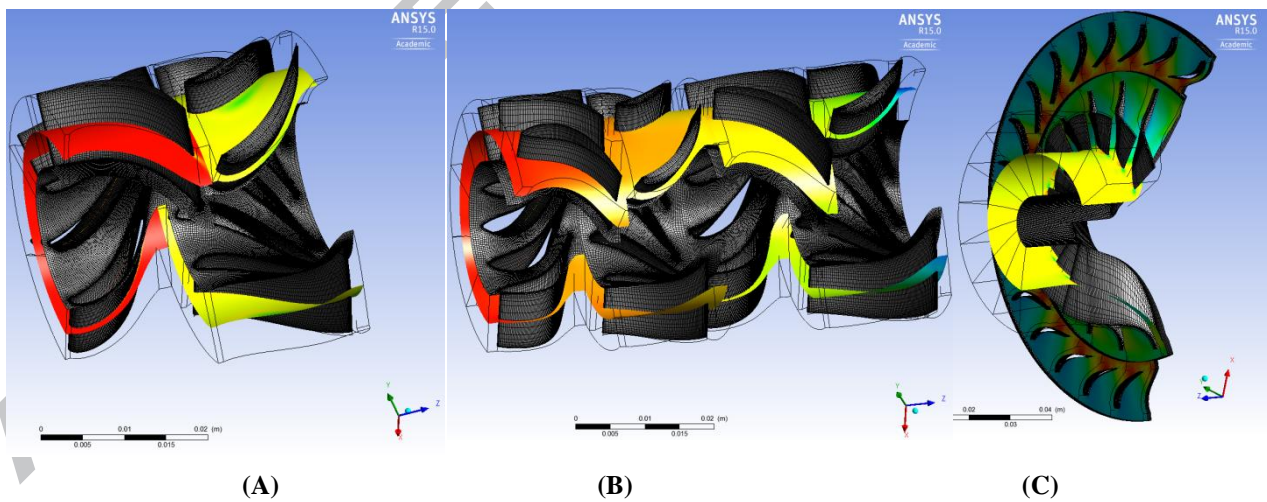 ANSYS
R15.0
Academic
ANSYS
R15.0
Academic
ANSYS
R15.0
Academic
Y
Z
X
0 0.01 0.02 (m)
0.005 0.015
Y
Z
X
0 0.01 0.02 (m)
0.005 0.015
X
Y
Z
0.02 0.04 (m)
0.03
(A) (B) (C)